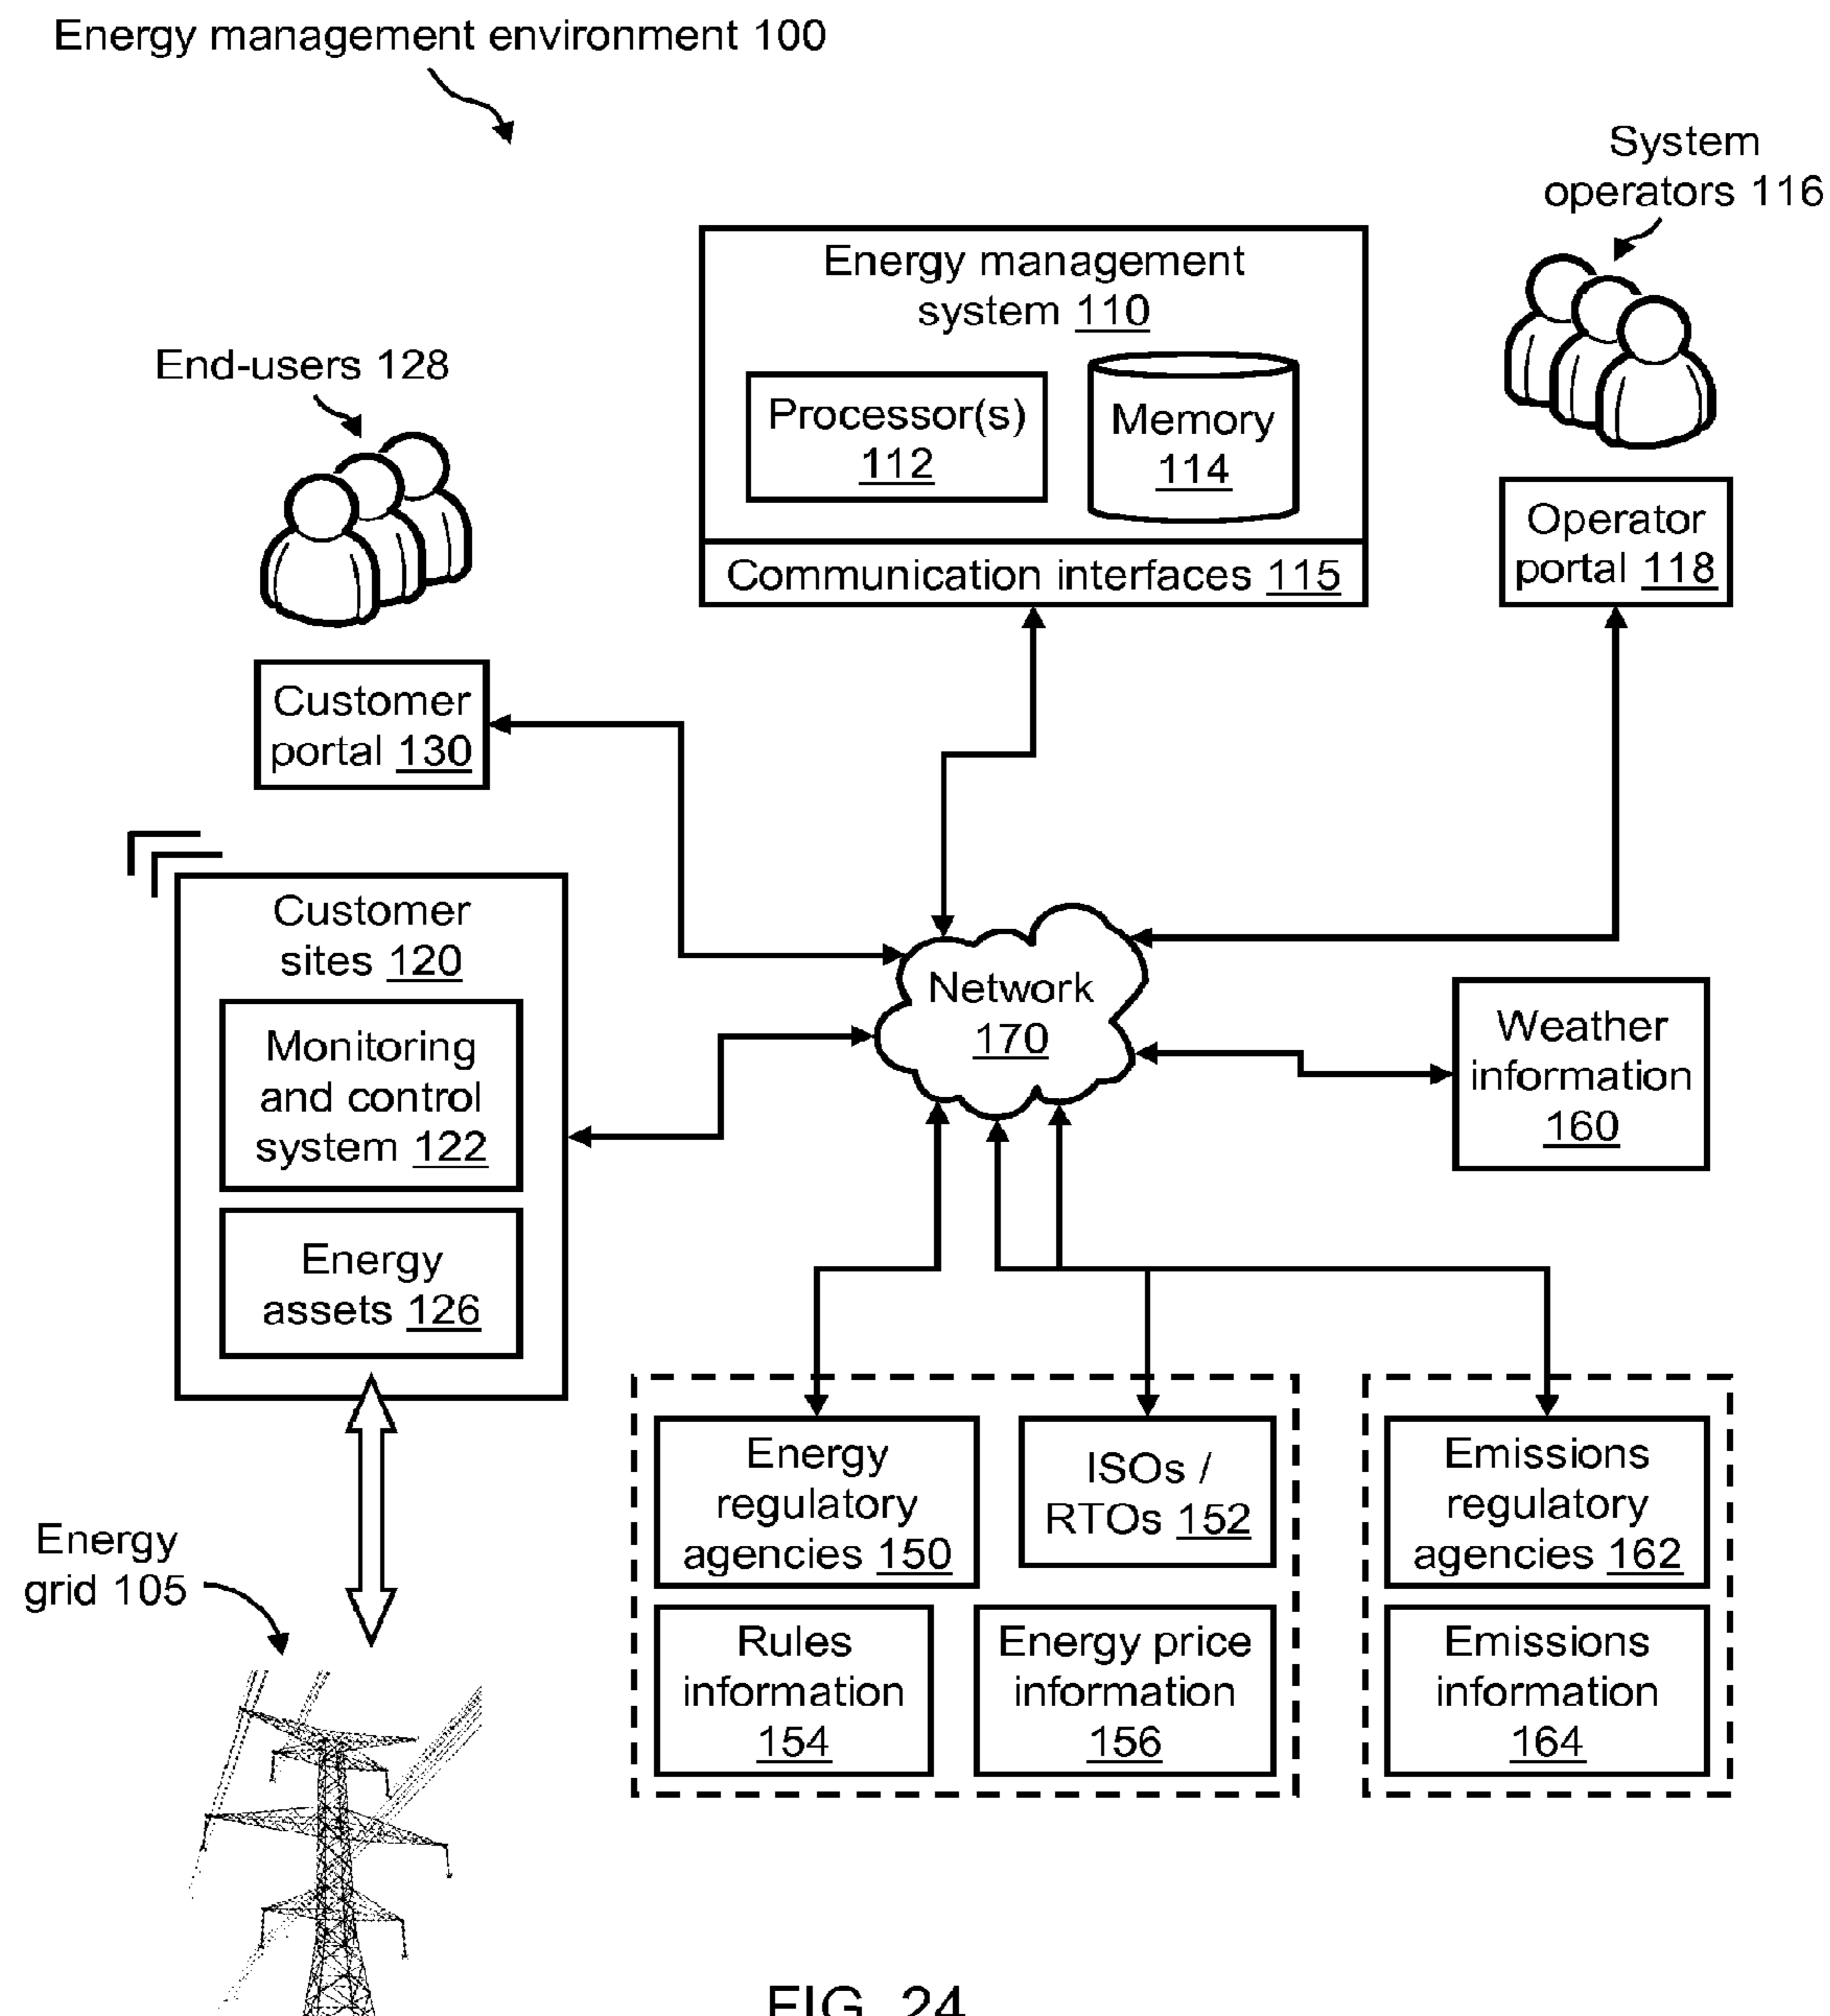 Energy management environment 100
System
operators 116
Energy management
system 110
Processor(s)
112
Memory
114
Communication interfaces 115
End-users 128
Operator
portal 118
Customer
portal 130
Customer
sites 120
Monitoring
and control
system 122
Energy
assets 126
Network
170
Weather
information
160
Energy
grid 105
Energy
regulatory
agencies 150
ISOs /
RTOs 152
Emissions
regulatory
agencies 162
Rules
information
154
Energy price
information
156
Emissions
information
164
FIG. 24